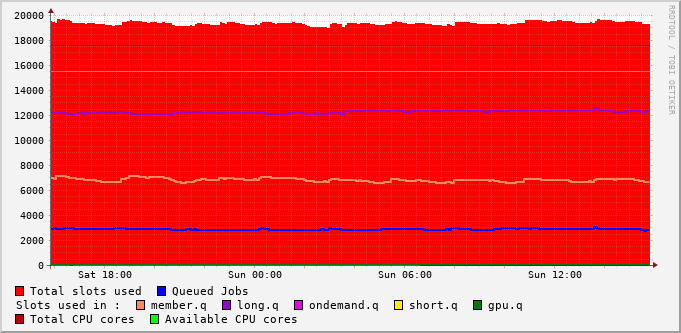 20000
18000
16000
14000
12000
10000
8000
6000
4000
2000
0
Sat 18:00 Sun 00:00 Sun 06:00 Sun 12:00
Total slots used Queued Jobs
Slots used in : member.q long.q ondemand.q short.q gpu.q
Total CPU cores Available CPU cores
RRDTOOL / TOBI OETIKER